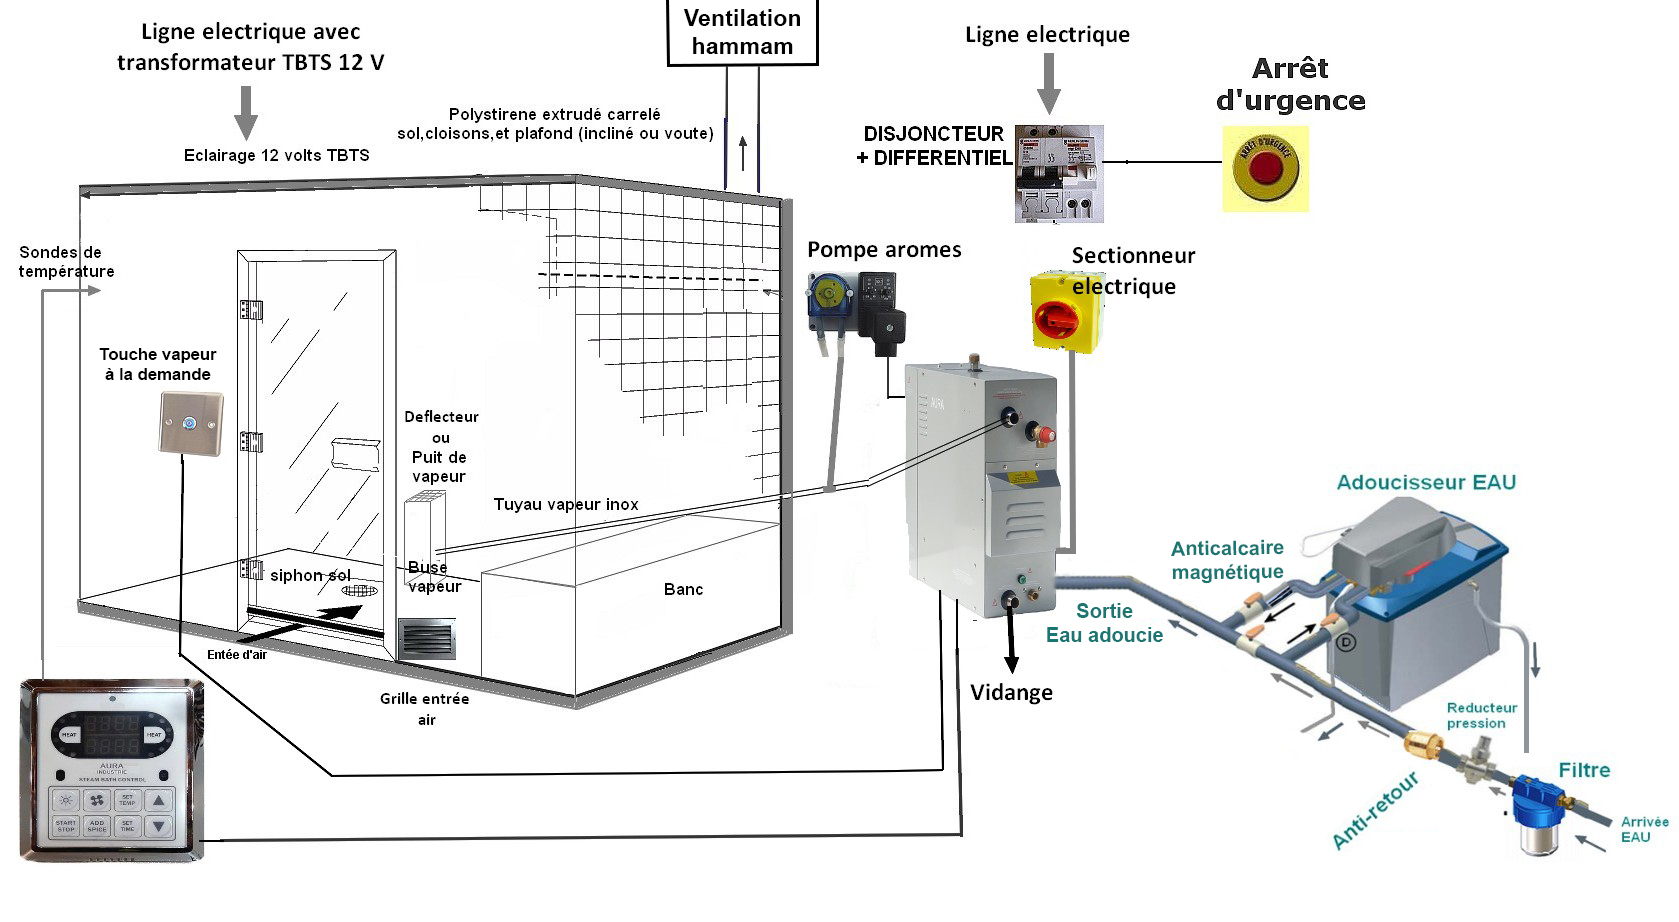 Ligne electrique avec
transformateur TBTS 12 V
Ventilation
hammam
Ligne electrique
Arrêt
d'urgence
Polystirene extrudé carrelé
sol,cloisons,et plafond (incliné ou voute)
DISJONCTEUR
+ DIFFERENTIEL
ARRÊT D'URGENCE
Eclairage 12 volts TBTS
Sondes de
température
Pompe aromes
Sectionneur
electrique
Touche vapeur
à la demande
AURA
Deflecteur
ou
Puit de
vapeur
Tuyau vapeur inox
Adoucisseur EAU
Anticalcaire
magnétique
siphon sol
Buse
vapeur
Banc
Sortie
Eau adoucie
D
Entée d'air
Vidange
Grille entrée
air
Reducteur
pression
HEAT
HEAT
AURA
INDUSTRIE
STEAM BATH CONTROL
SET
TEMP
START
STOP
ADD
SPICE
SET
TIME
Anti-retour
Filtre
Arrivée
EAU